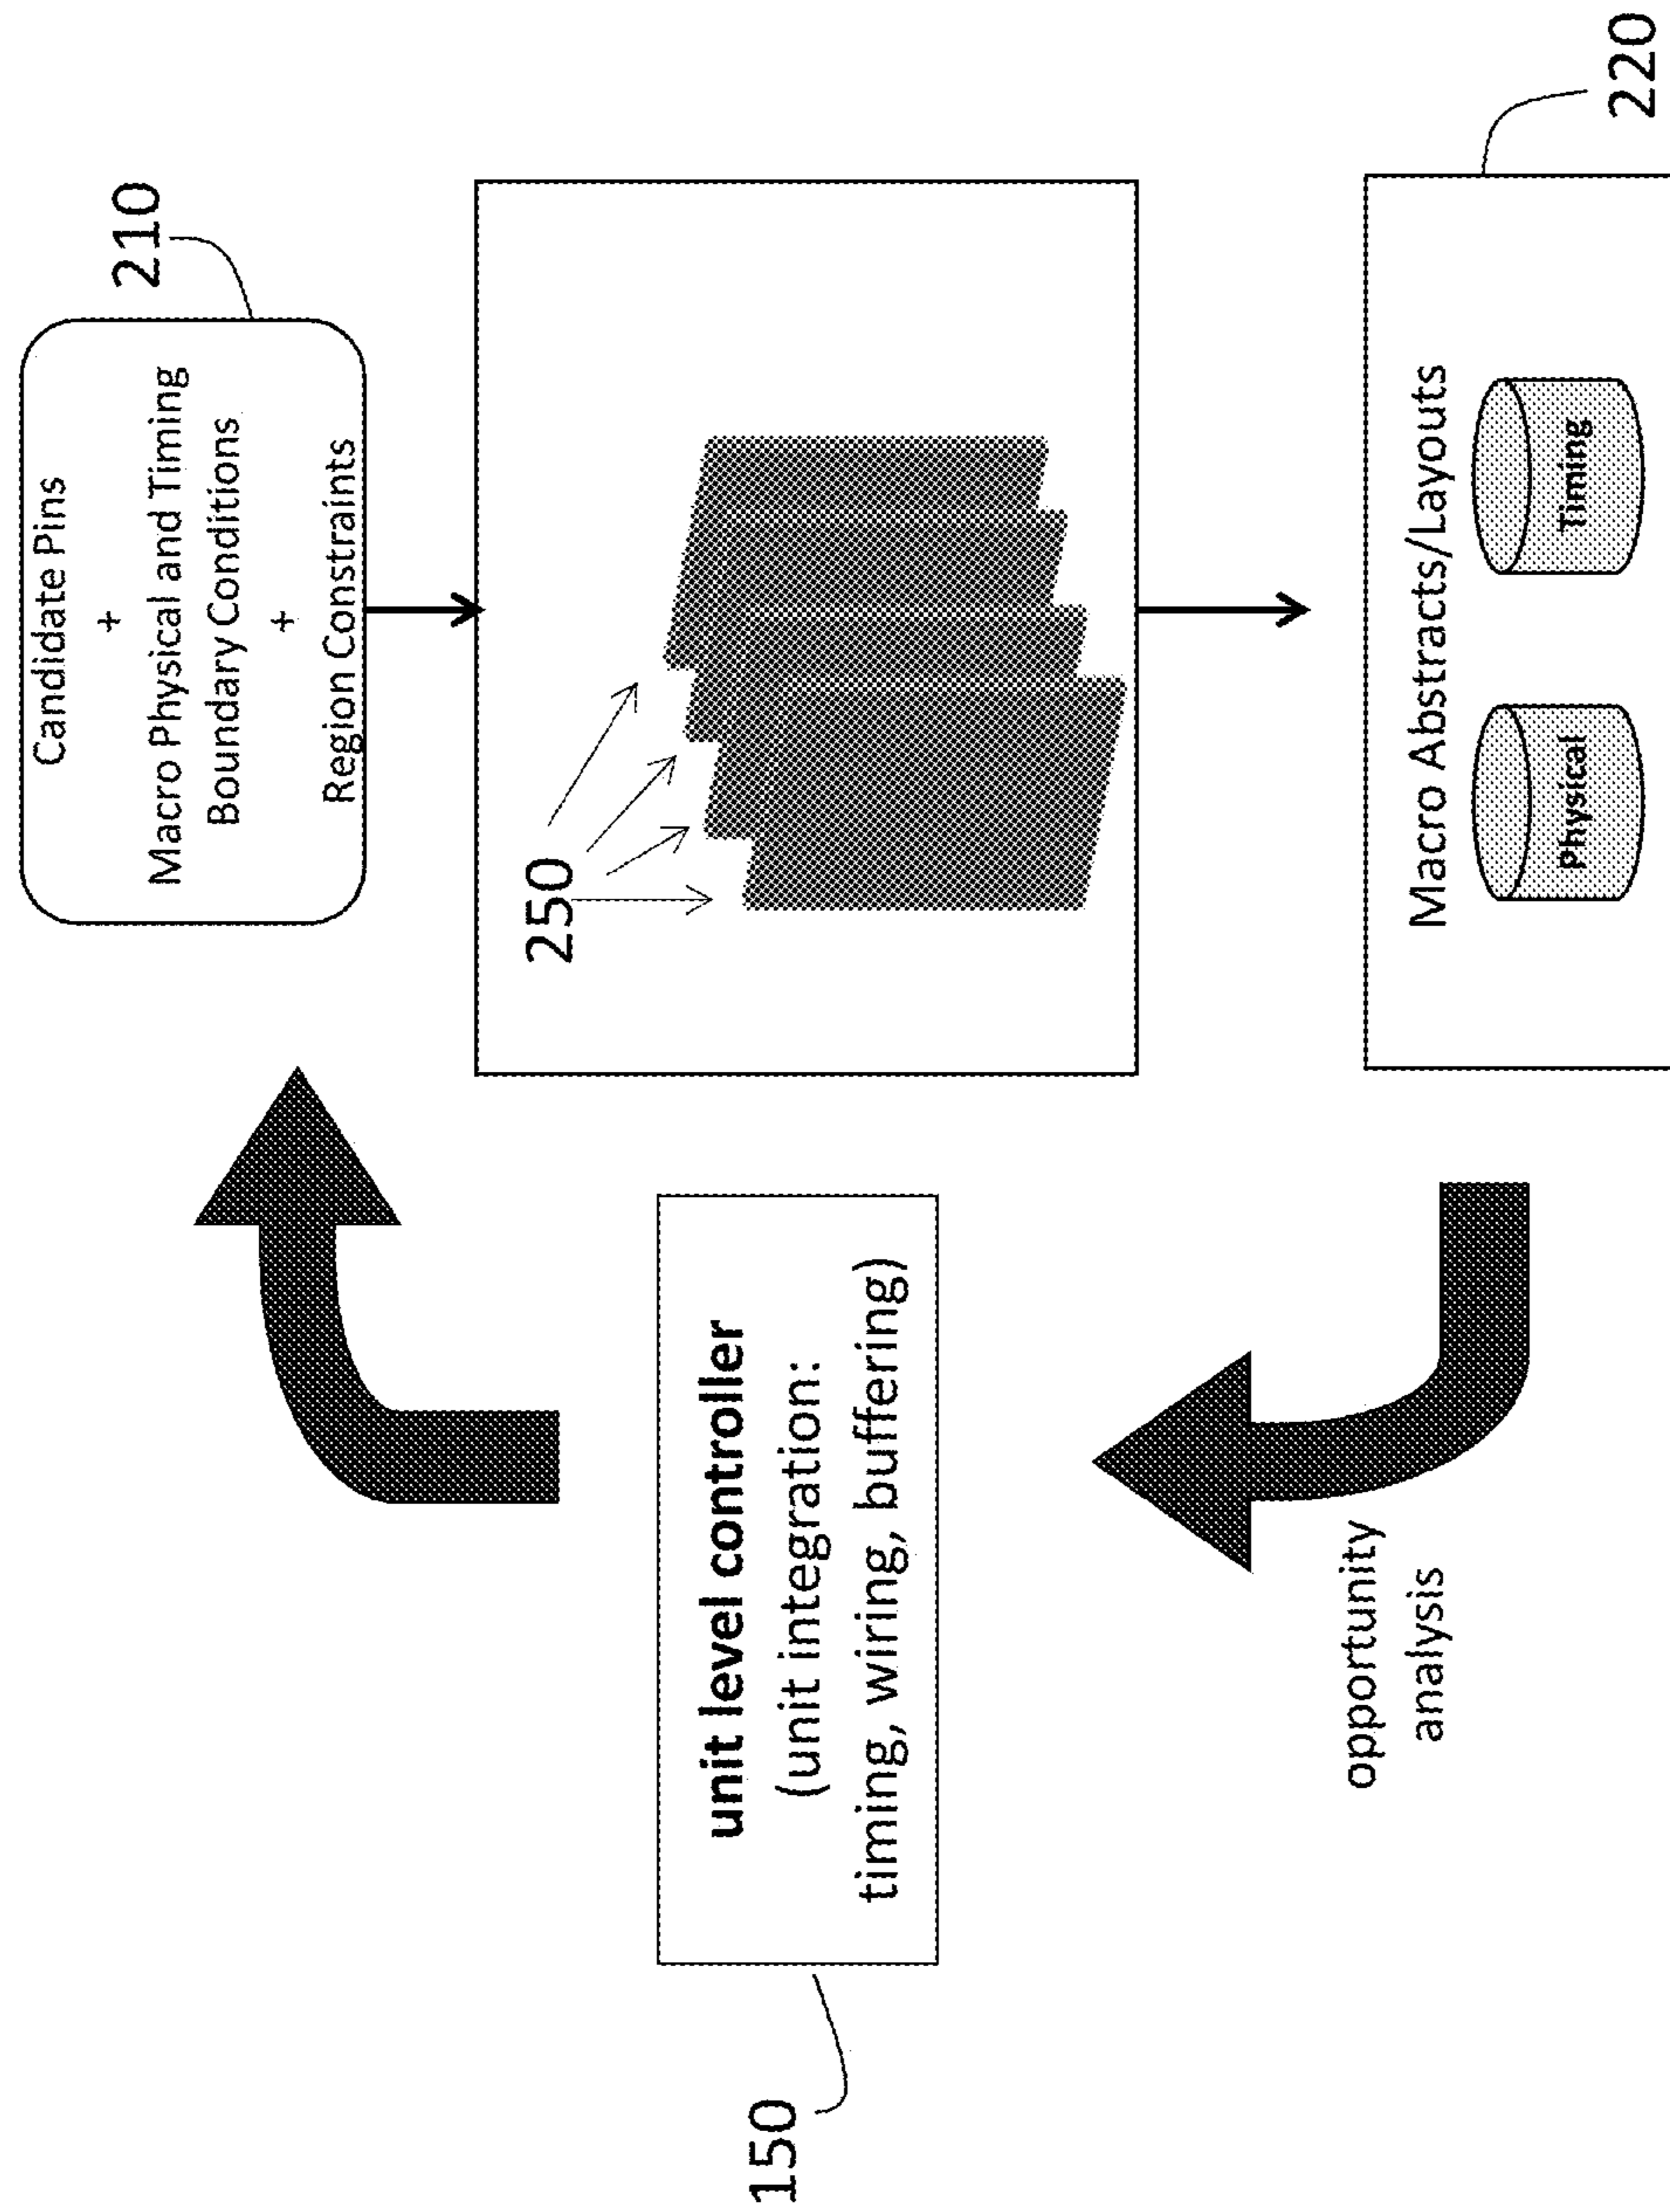 210
Candidate Pins
+
Macro Physical and Timing
Boundary Conditions
+
Region Constraints
250
150
unit level controller
(unit integration:
timing, wiring, buffering)
opportunity
analysis
220
Macro Abstracts/Layouts
Physical
Timing